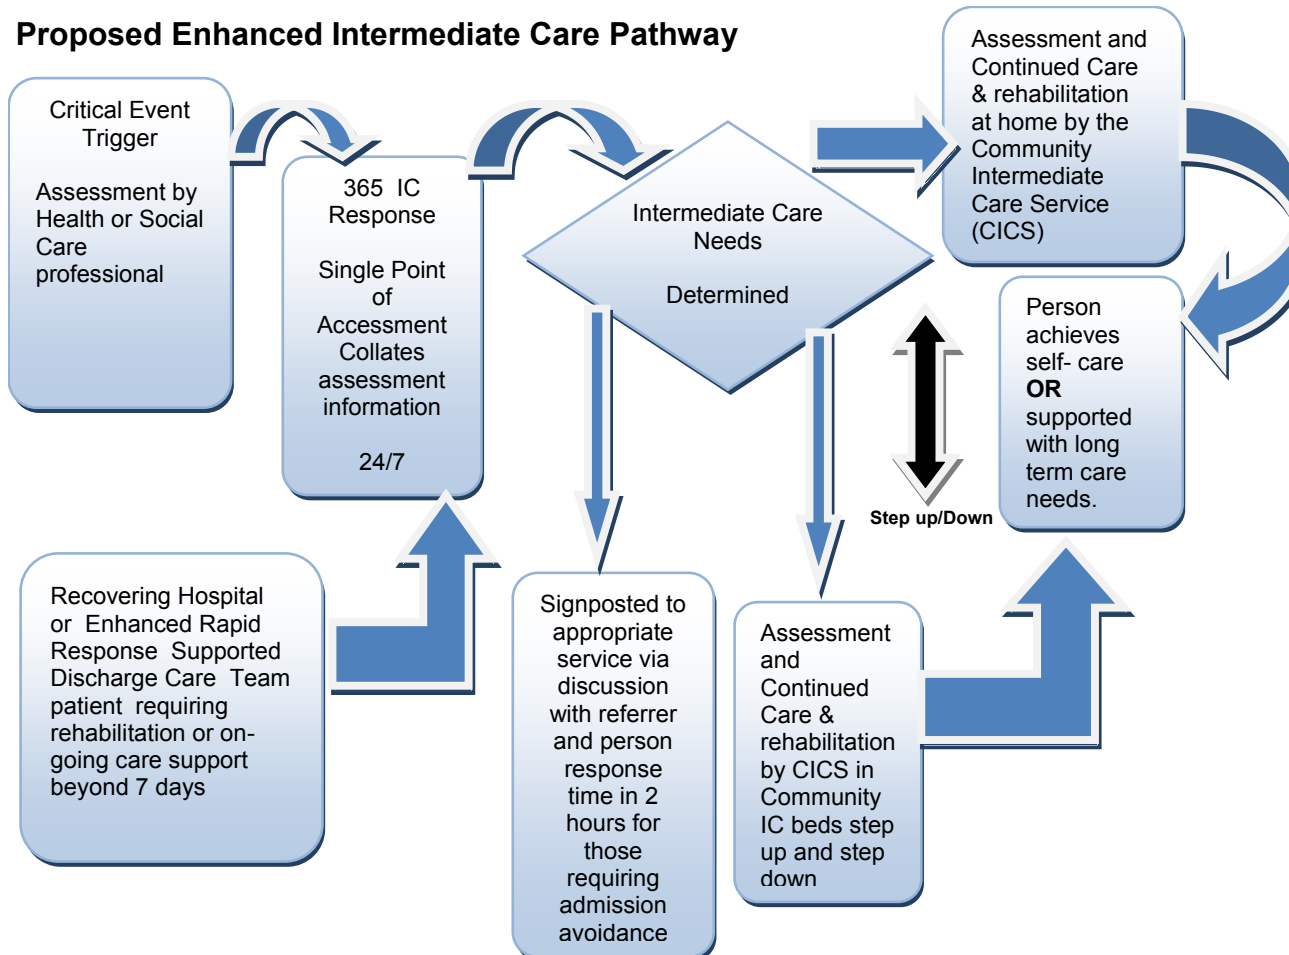 Proposed Enhanced Intermediate Care Pathway
Critical Event
Trigger
Assessment by
Health or Social
Care
professional
365 IC
Response
Single Point
of
Accessment
Collates
assessment
information
24/7
Intermediate Care
Needs
Determined
Assessment and
Continued Care
& rehabilitation
at home by the
Community
Intermediate
Care Service
(CICS)
Person
achieves
self- care
OR
supported
with long
term care
needs.
Step up/Down
Recovering Hospital
or Enhanced Rapid
Response Supported
Discharge Care Team
patient requiring
rehabilitation or on-
going care support
beyond 7 days
Signposted to
appropriate
service via
discussion
with referrer
and person
response
time in 2
hours for
those
requiring
admission
avoidance
Assessment
and
Continued
Care &
rehabilitation
by CICS in
Community
IC beds step
up and step
down